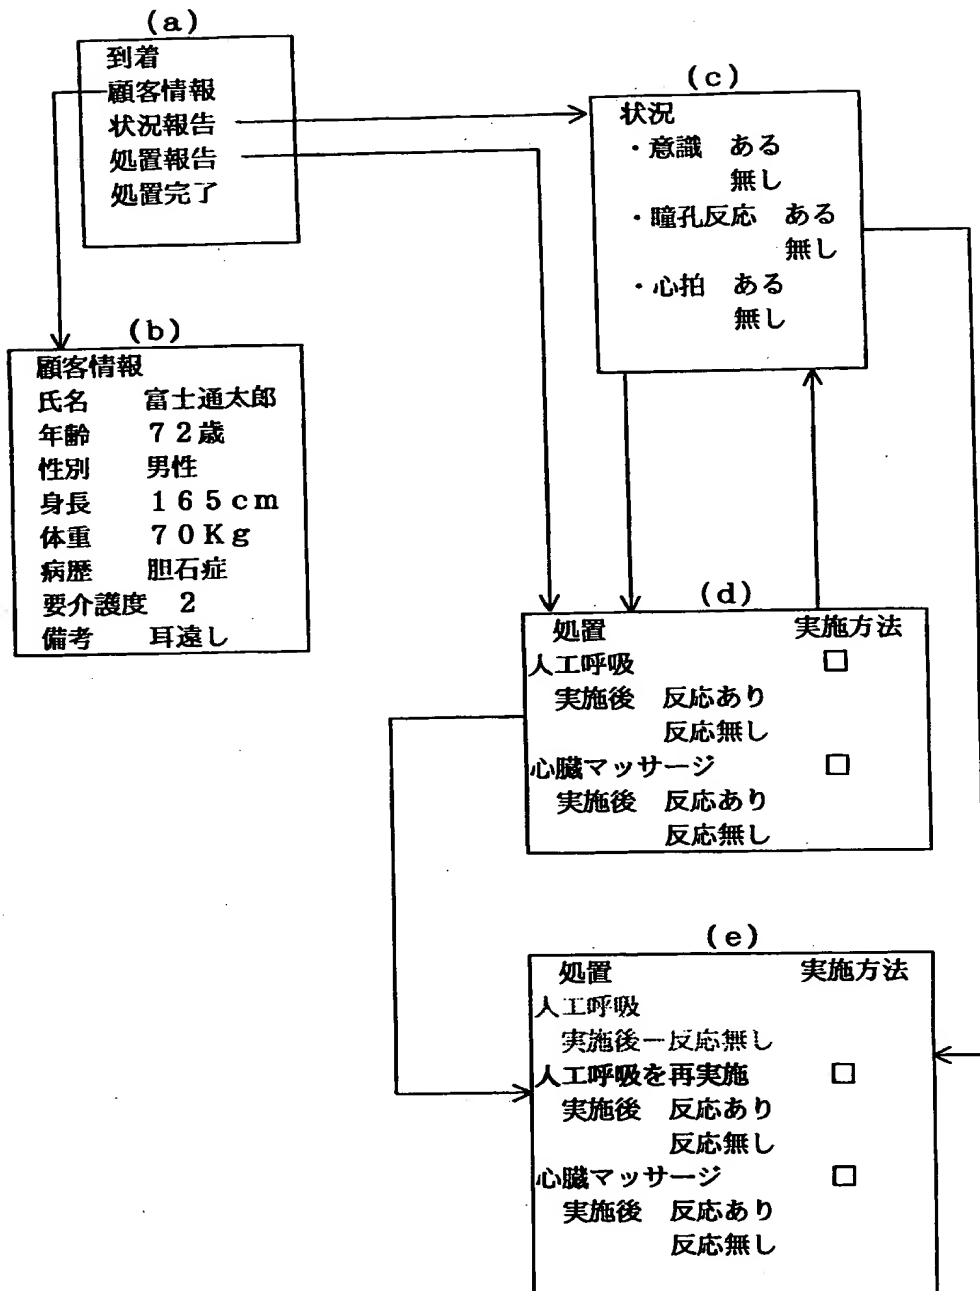 (a)
到着
顧客情報
状況報告
処置報告
処置完了
(c)
状況
・意識 ある
無し
・瞳孔反応 ある
無し
・心拍 ある
無し
(b)
顧客情報
氏名 富士通太郎
年齢 72歳
性別 男性
身長 165cm
体重 70Kg
病歴 胆石症
要介護度 2
備考 耳遠し
(d)
処置 実施方法
人工呼吸 □
実施後 反応あり
反応無し
心臓マッサージ □
実施後 反応あり
反応無し
(e)
処置 実施方法
人工呼吸
実施後－反応無し
人工呼吸を再実施 □
実施後 反応あり
反応無し
心臓マッサージ □
実施後 反応あり
反応無し